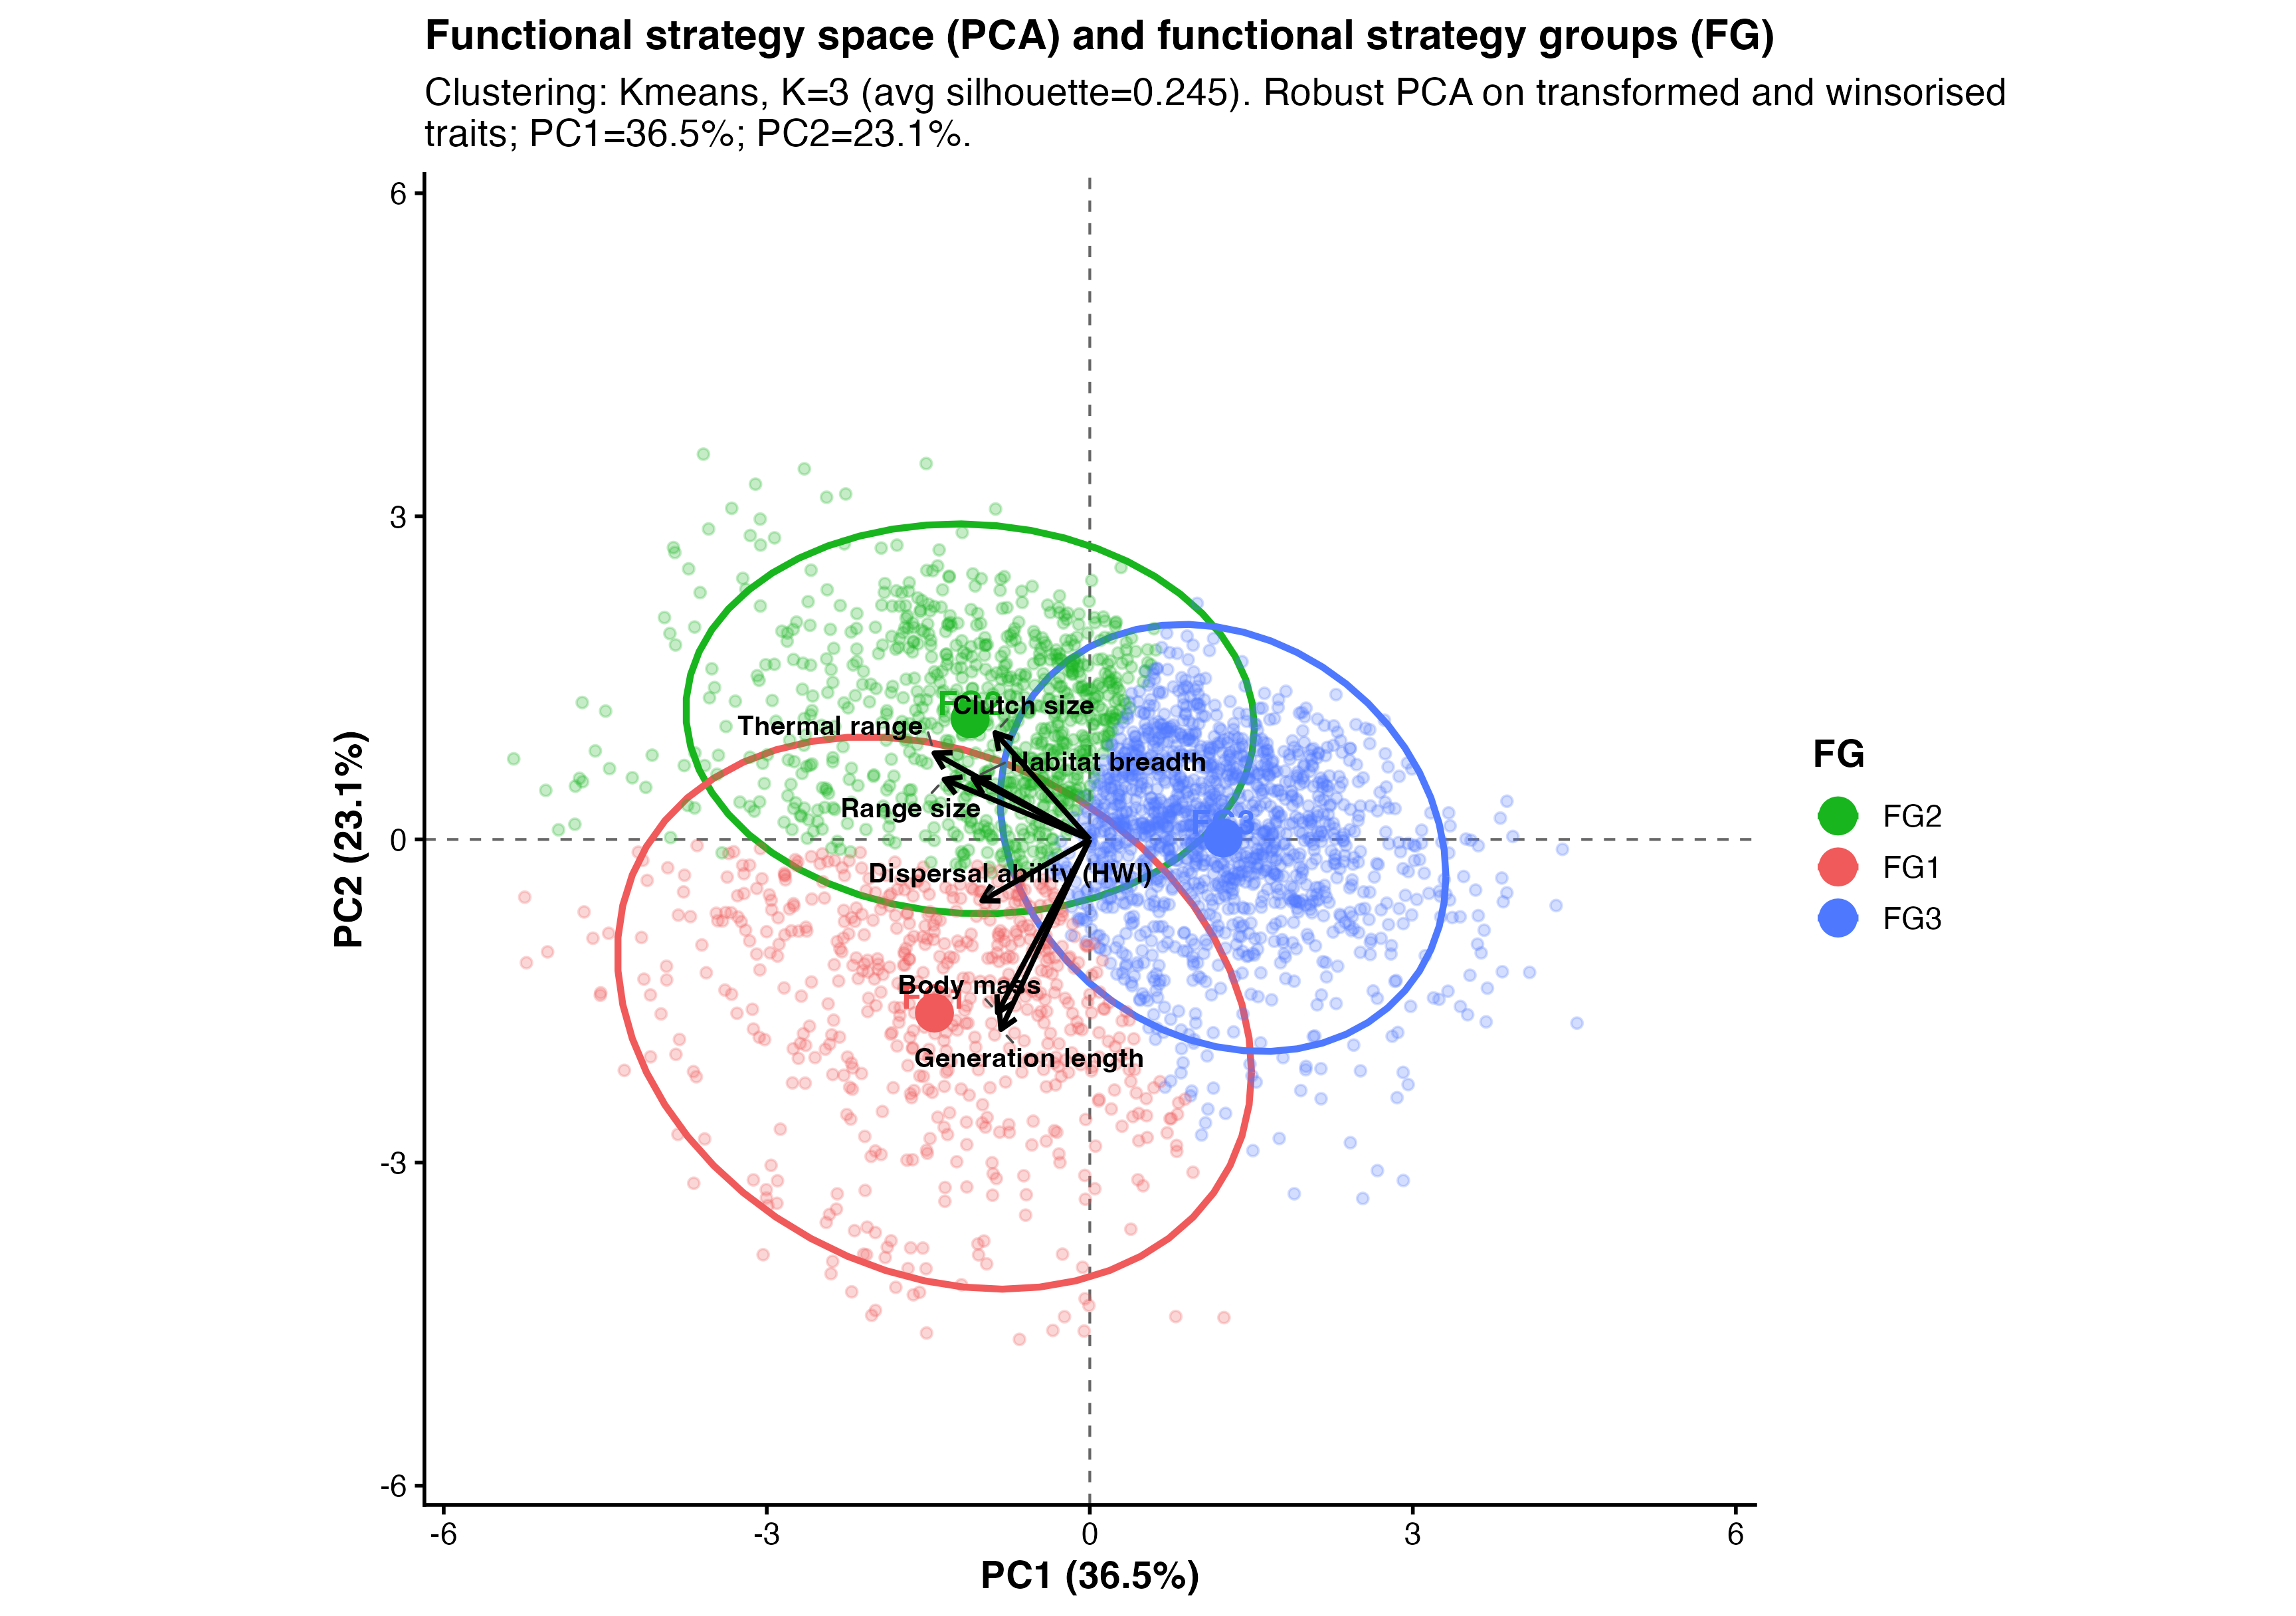 Functional strategy space (PCA) and functional strategy groups (FG)
Clustering: Kmeans, K=3 (avg silhouette=0.245). Robust PCA on transformed and winsorised
traits; PC1=36.5%; PC2=23.1%.
6
3
0
-3
-6
PC2 (23.1%)
Clutch size
Thermal range
Habitat breadth
Range size
Dispersal ability (HWI)
Body mass
Generation length
-6
-3
0
3
6
PC1 (36.5%)
FG
FG2
FG1
FG3